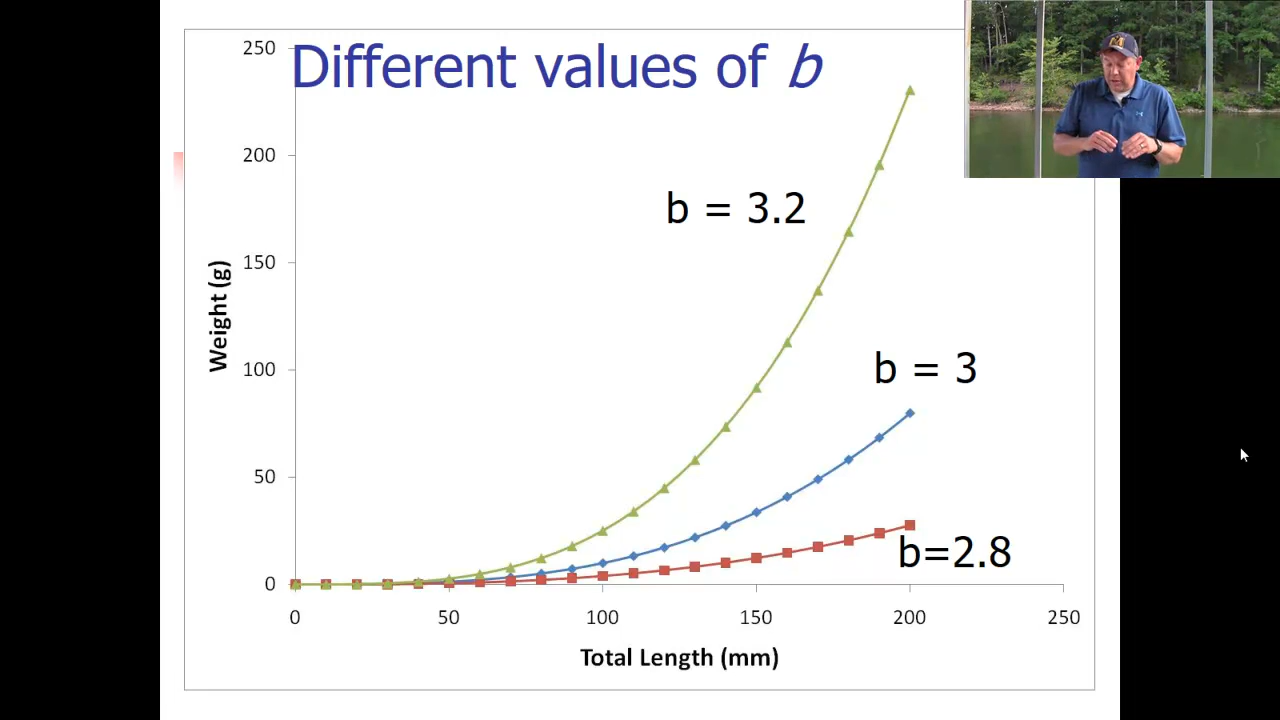 Different values of b
250
200
150
100
50
0
Weight (g)
b = 3.2
b = 3
b=2.8
0 50 100 150 200 250
Total Length (mm)
M